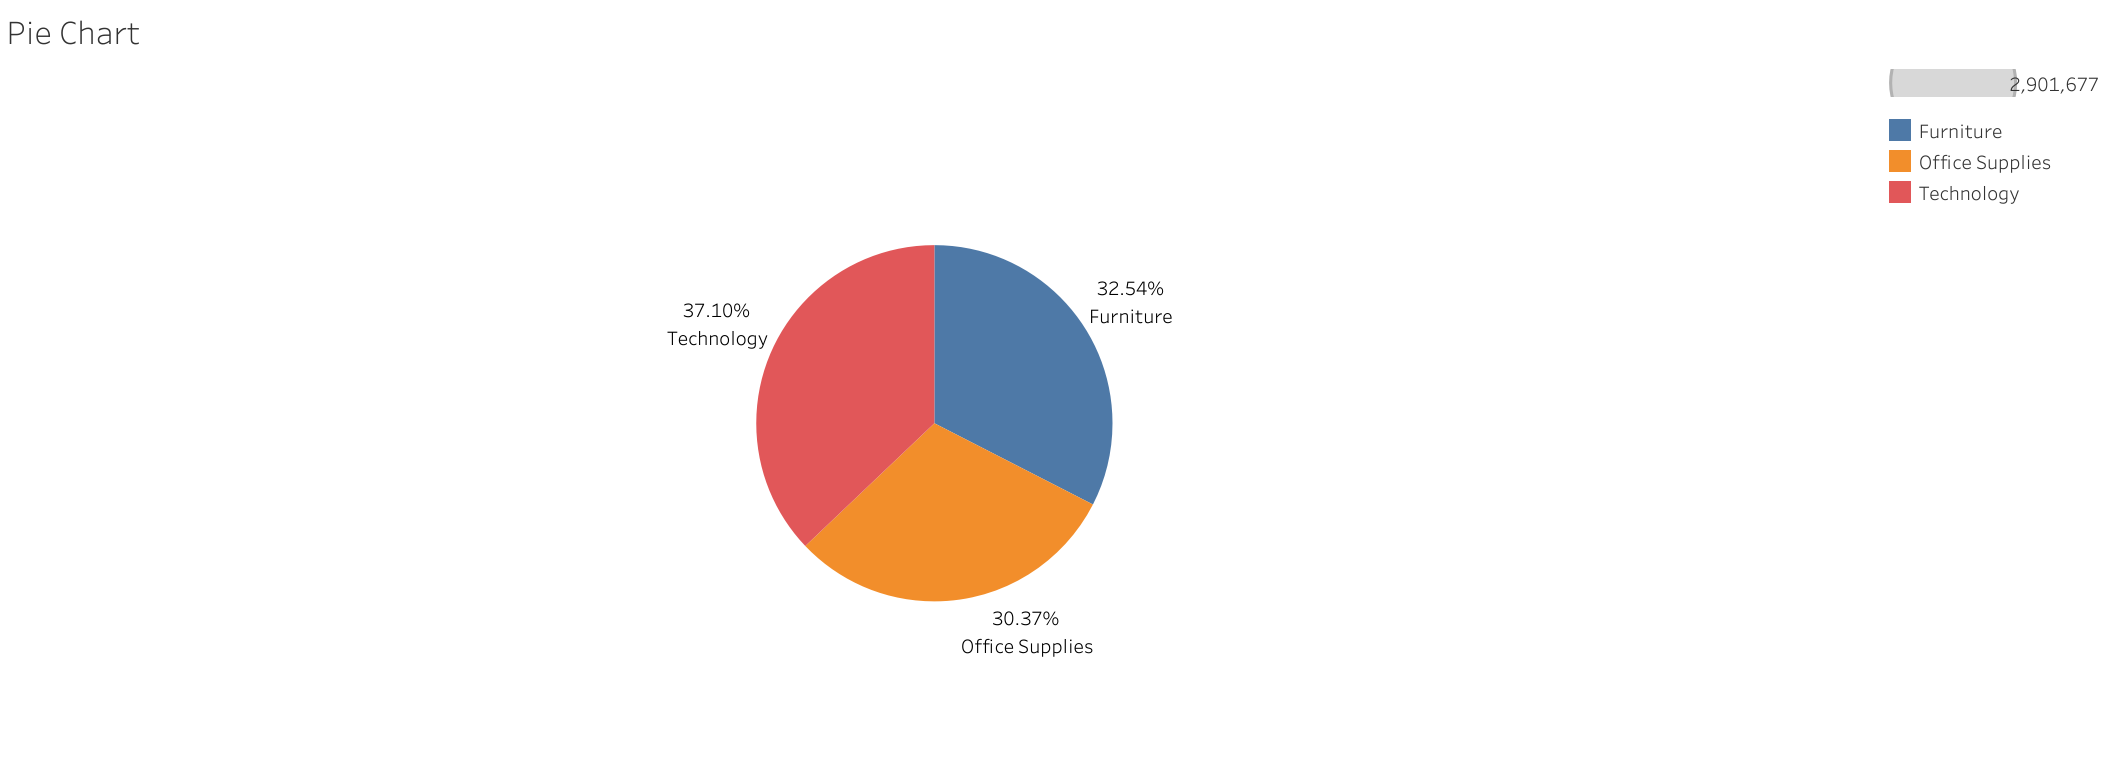 Pie Chart
2,901,677
Furniture
Office Supplies
Technology
32.54%
Furniture
37.10%
Technology
30.37%
Office Supplies